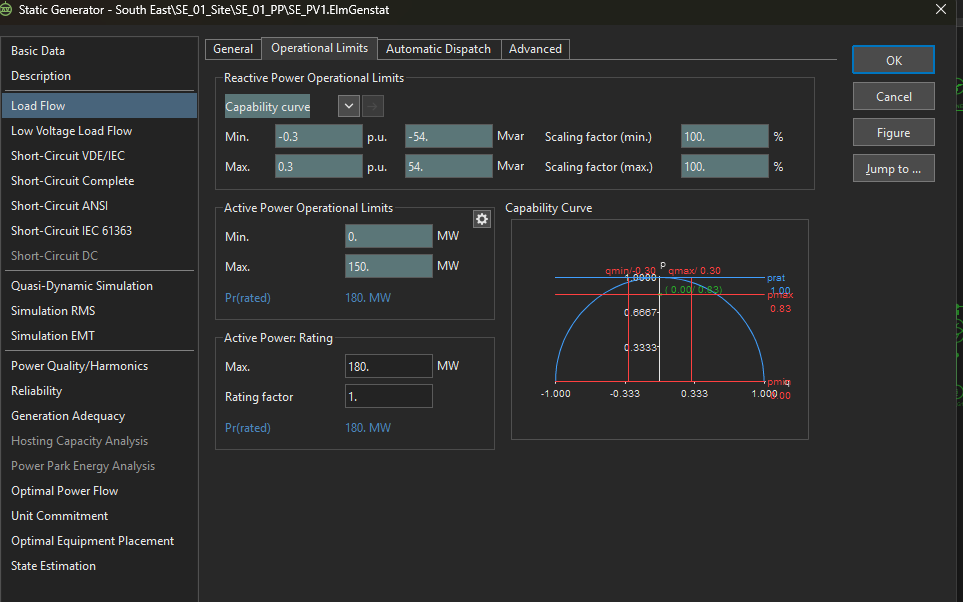 Static Generator - South East\SE_01_Site\SE_01_PP\SE_PV1.ElmGenstat
Basic Data
Description
Load Flow
Low Voltage Load Flow
Short-Circuit VDE/IEC
Short-Circuit Complete
Short-Circuit ANSI
Short-Circuit IEC 61363
Short-Circuit DC
Quasi-Dynamic Simulation
Simulation RMS
Simulation EMT
Power Quality/Harmonics
Reliability
Generation Adequacy
Hosting Capacity Analysis
Power Park Energy Analysis
Optimal Power Flow
Unit Commitment
Optimal Equipment Placement
State Estimation
General Operational Limits Automatic Dispatch Advanced
Reactive Power Operational Limits
Capability curve
Min. -0.3 p.u. -54. Mvar Scaling factor (min.) 100. %
Max. 0.3 p.u. 54. Mvar Scaling factor (max.) 100. %
Active Power Operational Limits
Min. 0. MW
Max. 150. MW
Pr(rated) 180. MW
Active Power: Rating
Max. 180. MW
Rating factor 1.
Pr(rated) 180. MW
Capability Curve
p
qmin/-0.30 qmax/ 0.30
1.0000 prat
( 0.00/ 0.83) 1.00
pmax
0.6667 0.83
0.3333
pmin q
-1.000 -0.333 0.333 1.000 0.00
OK
Cancel
Figure
Jump to ...